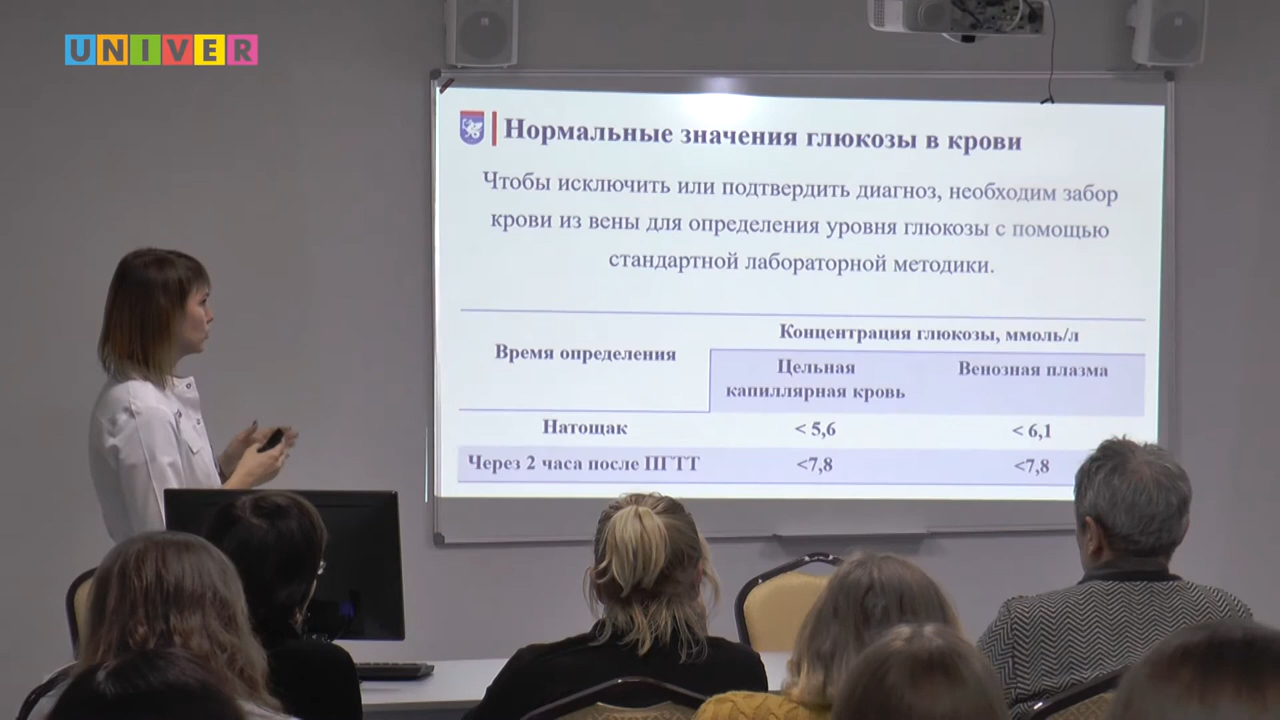 UNIVER
Нормальные значения глюкозы в крови
Чтобы исключить или подтвердить диагноз, необходим забор
крови из вены для определения уровня глюкозы с помощью
стандартной лабораторной методики.
Время определения
Концентрация глюкозы, ммоль/л
Цельная
капиллярная кровь
Венозная плазма
Натощак
< 5,6
< 6,1
Через 2 часа после ПГТТ
<7,8
<7,8